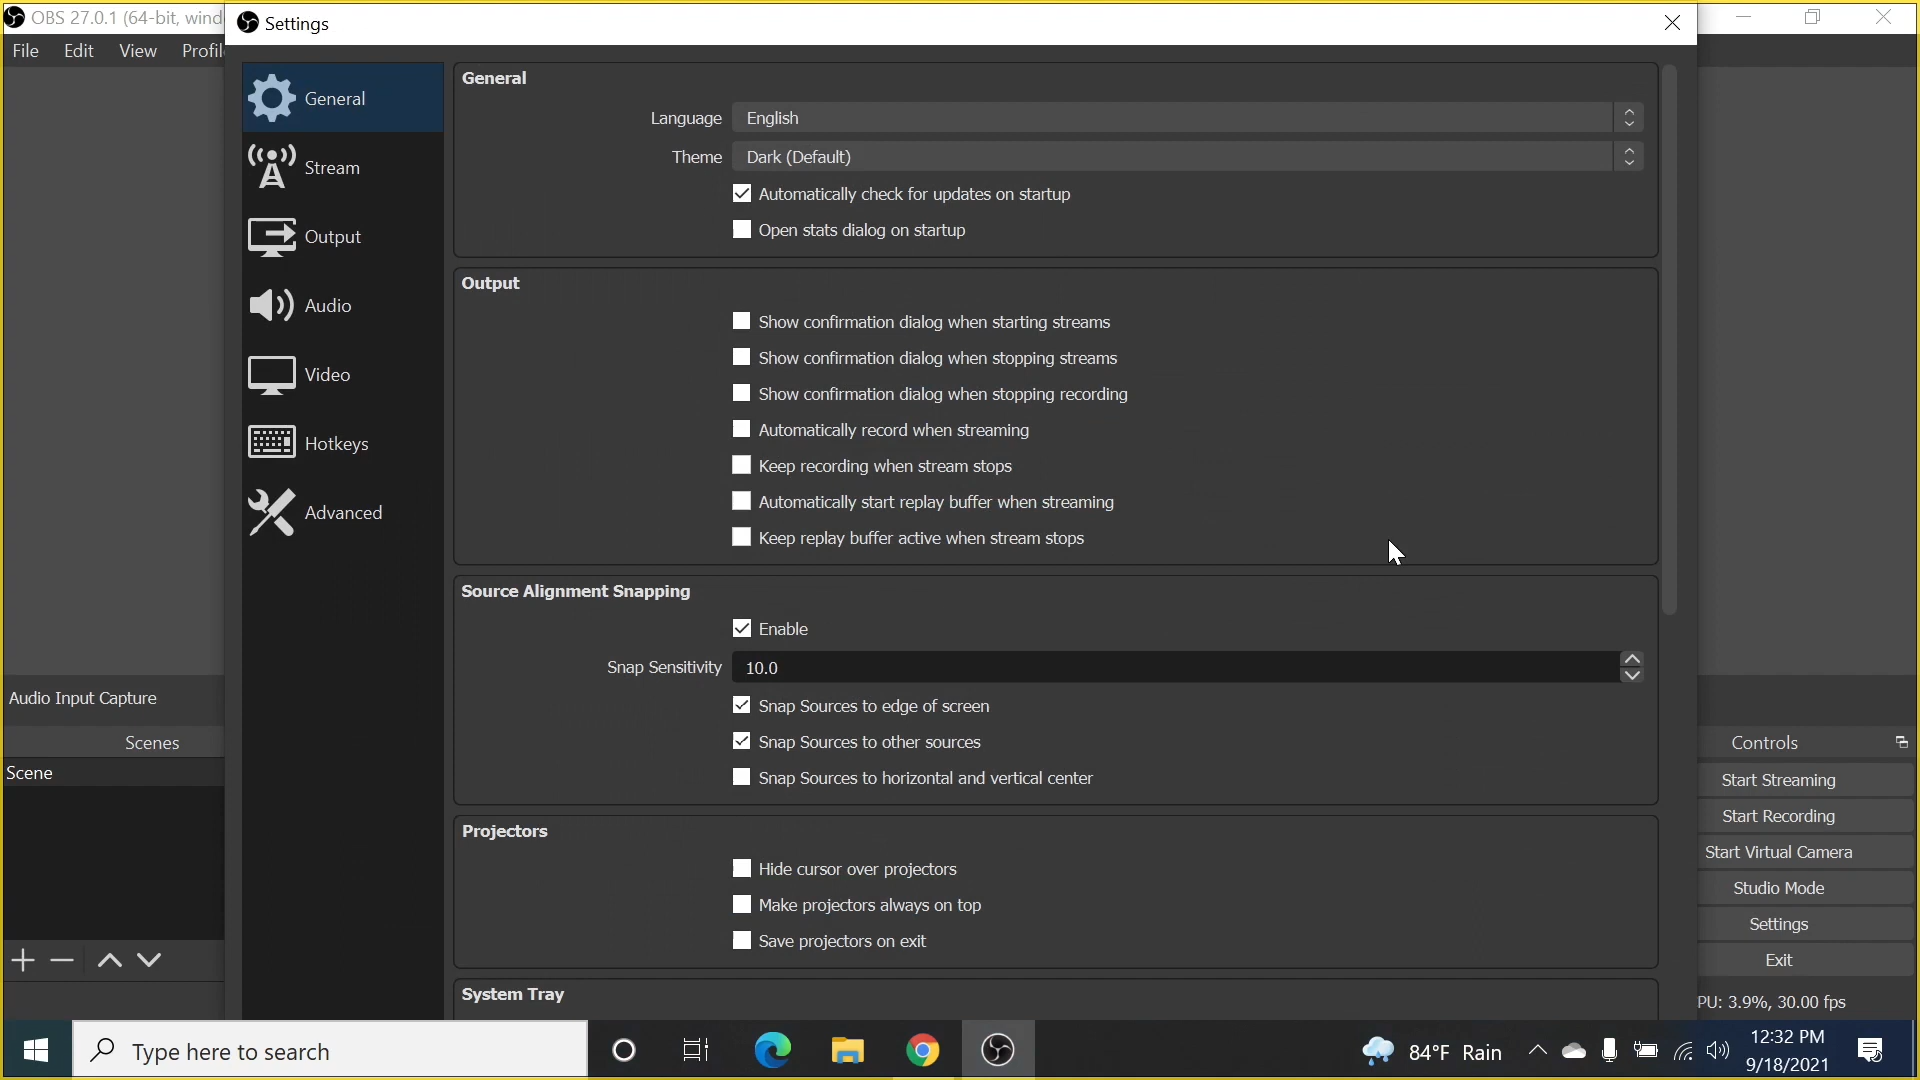 OBS 27.0.1 (64-bit, wind
Settings
File Edit View Profil
General
Stream
Output
Audio
Video
Hotkeys
Advanced
General
Language English
Theme Dark (Default)
Automatically check for updates on startup
Open stats dialog on startup
Output
Show confirmation dialog when starting streams
Show confirmation dialog when stopping streams
Show confirmation dialog when stopping recording
Automatically record when streaming
Keep recording when stream stops
Automatically start replay buffer when streaming
Keep replay buffer active when stream stops
Source Alignment Snapping
Enable
Snap Sensitivity 10.0
Snap Sources to edge of screen
Snap Sources to other sources
Snap Sources to horizontal and vertical center
Projectors
Hide cursor over projectors
Make projectors always on top
Save projectors on exit
System Tray
Audio Input Capture
Scenes
Scene
Controls
Start Streaming
Start Recording
Start Virtual Camera
Studio Mode
Settings
Exit
PU: 3.9%, 30.00 fps
Type here to search
84°F Rain
12:32 PM
9/18/2021